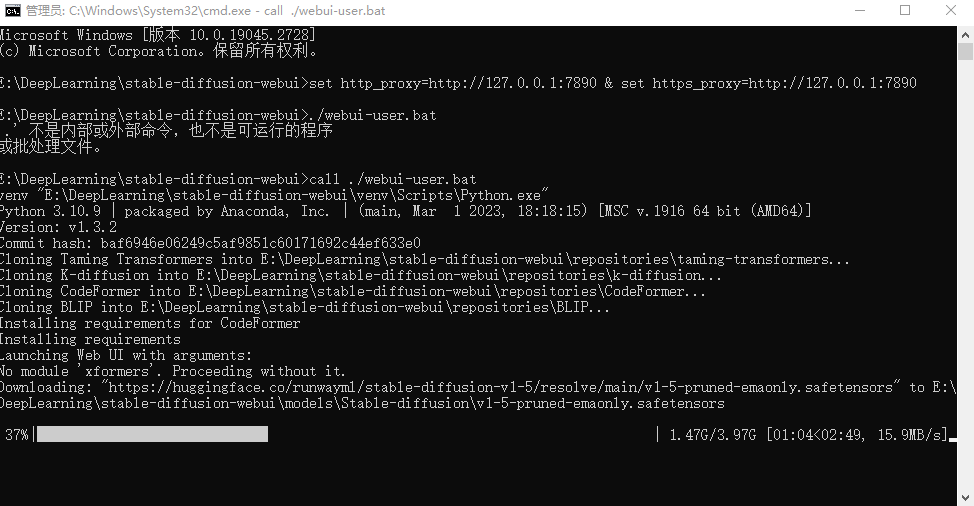 管理员: C:\Windows\System32\cmd.exe - call ./webui-user.bat
Microsoft Windows [版本 10.0.19045.2728]
(c) Microsoft Corporation。保留所有权利。
E:\DeepLearning\stable-diffusion-webui>set http_proxy=http://127.0.0.1:7890 & set https_proxy=http://127.0.0.1:7890
E:\DeepLearning\stable-diffusion-webui>./webui-user.bat
'.' 不是内部或外部命令，也不是可运行的程序
或批处理文件。
E:\DeepLearning\stable-diffusion-webui>call ./webui-user.bat
venv "E:\DeepLearning\stable-diffusion-webui\venv\Scripts\Python.exe"
Python 3.10.9 | packaged by Anaconda, Inc. | (main, Mar  1 2023, 18:18:15) [MSC v.1916 64 bit (AMD64)]
Version: v1.3.2
Commit hash: baf6946e06249c5af9851c60171692c44ef633e0
Cloning Taming Transformers into E:\DeepLearning\stable-diffusion-webui\repositories\taming-transformers...
Cloning K-diffusion into E:\DeepLearning\stable-diffusion-webui\repositories\k-diffusion...
Cloning CodeFormer into E:\DeepLearning\stable-diffusion-webui\repositories\CodeFormer...
Cloning BLIP into E:\DeepLearning\stable-diffusion-webui\repositories\BLIP...
Installing requirements for CodeFormer
Installing requirements
Launching Web UI with arguments:
No module 'xformers'. Proceeding without it.
Downloading: "https://huggingface.co/runwayml/stable-diffusion-v1-5/resolve/main/v1-5-pruned-emaonly.safetensors" to E:\
DeepLearning\stable-diffusion-webui\models\Stable-diffusion\v1-5-pruned-emaonly.safetensors
37%| | 1.47G/3.97G [01:04<02:49, 15.9MB/s]